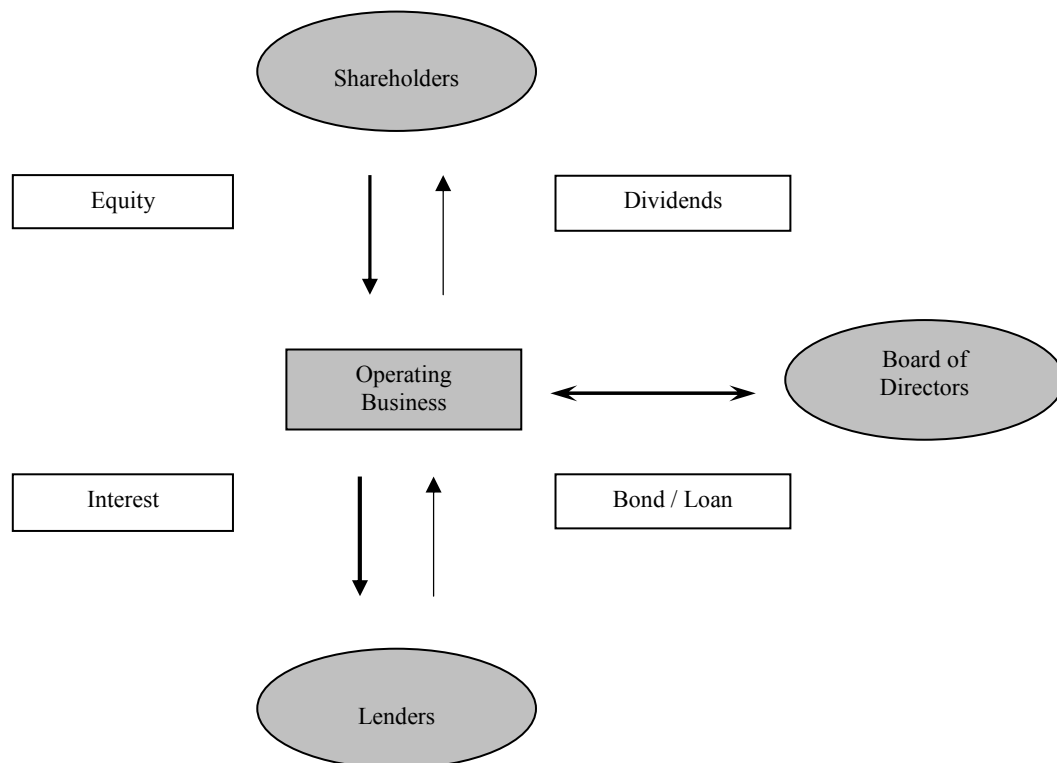 Shareholders
Equity
Dividends
Operating
Business
Board of
Directors
Interest
Bond / Loan
Lenders